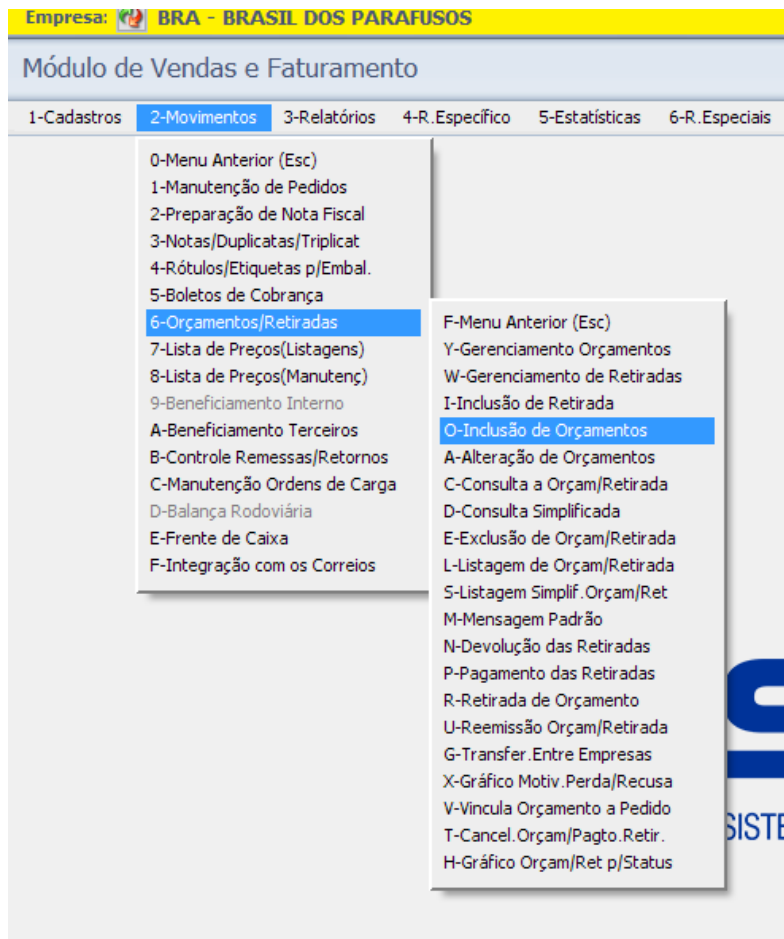 Empresa: BRA - BRASIL DOS PARAFUSOS
Módulo de Vendas e Faturamento
1-Cadastros 2-Movimentos 3-Relatórios 4-R.Específico 5-Estatísticas 6-R.Especiais
0-Menu Anterior (Esc)
1-Manutenção de Pedidos
2-Preparação de Nota Fiscal
3-Notas/Duplicatas/Triplicat
4-Rótulos/Etiquetas p/Embal.
5-Boletos de Cobrança
6-Orçamentos/Retiradas
7-Lista de Preços(Listagens)
8-Lista de Preços(Manutenç)
9-Beneficiamento Interno
A-Beneficiamento Terceiros
B-Controle Remessas/Retornos
C-Manutenção Ordens de Carga
D-Balança Rodoviária
E-Frente de Caixa
F-Integração com os Correios
F-Menu Anterior (Esc)
Y-Gerenciamento Orçamentos
W-Gerenciamento de Retiradas
I-Inclusão de Retirada
O-Inclusão de Orçamentos
A-Alteração de Orçamentos
C-Consulta a Orçam/Retirada
D-Consulta Simplificada
E-Exclusão de Orçam/Retirada
L-Listagem de Orçam/Retirada
S-Listagem Simplif.Orçam/Ret
M-Mensagem Padrão
N-Devolução das Retiradas
P-Pagamento das Retiradas
R-Retirada de Orçamento
U-Reemissão Orçam/Retirada
G-Transfer.Entre Empresas
X-Gráfico Motiv.Perda/Recusa
V-Vincula Orçamento a Pedido
T-Cancel.Orçam/Pagto.Retir.
H-Gráfico Orçam/Ret p/Status